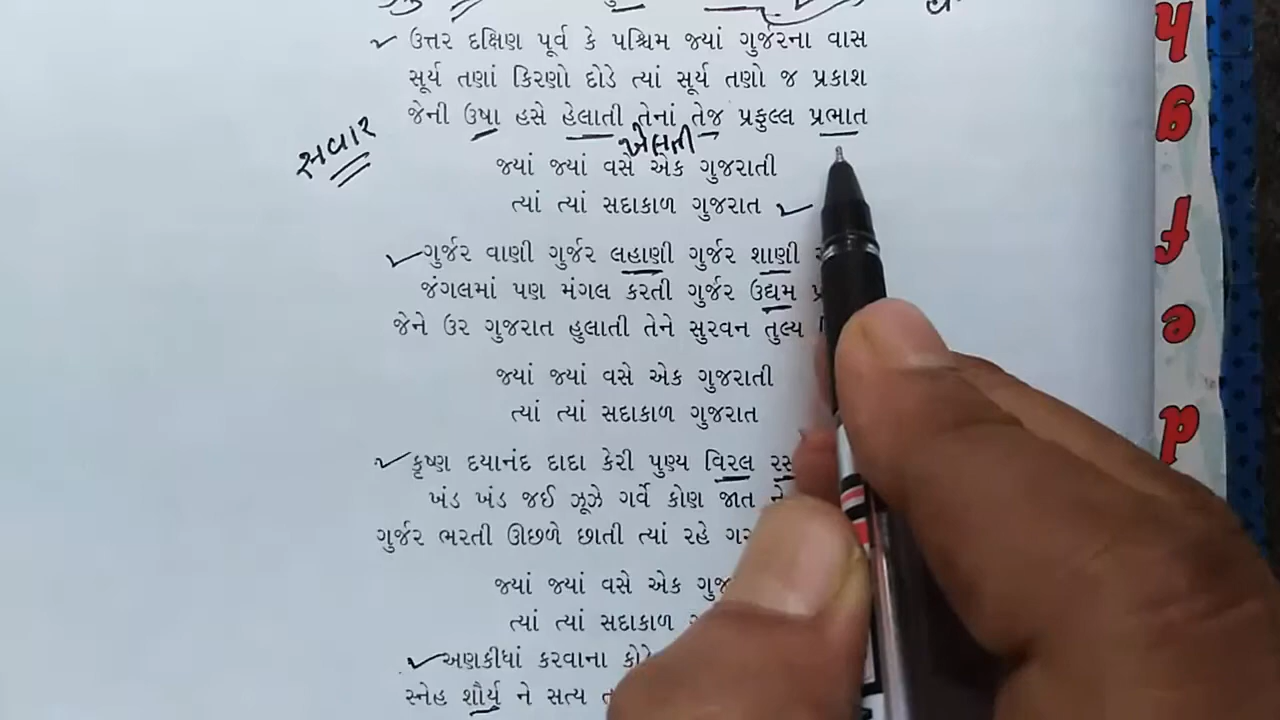 ઉત્તર દક્ષિણ પૂર્વ કે પશ્ચિમ જ્યાં ગુર્જરના વાસ
સૂર્ય તણાં કિરણો દોડે ત્યાં સૂર્ય તણો જ પ્રકાશ
જેની ઉષા હસે હેલાતી તેનાં તેજ પ્રફુલ્લ પ્રભાત
સવાર
ખેલતી
જ્યાં જ્યાં વસે એક ગુજરાતી
ત્યાં ત્યાં સદાકાળ ગુજરાત
ગુર્જર વાણી ગુર્જર લહાણી ગુર્જર શાણી
જંગલમાં પણ મંગલ કરતી ગુર્જર ઉદ્યમ
જેને ઉર ગુજરાત હુલાતી તેને સુરવન તુલ્ય
જ્યાં જ્યાં વસે એક ગુજરાતી
ત્યાં ત્યાં સદાકાળ ગુજરાત
કૃષ્ણ દયાનંદ દાદા કેરી પુણ્ય વિરલ
ખંડ ખંડ જઈ ઝૂઝે ગર્વે કોણ જાત ને
ગુર્જર ભરતી ઊછળે છાતી ત્યાં રહે
જ્યાં જ્યાં વસે એક
ત્યાં ત્યાં સદાકાળ
અણકીધાં કરવાના
સ્નેહ શૌર્ય ને સત્ય
h
g
f
e
d